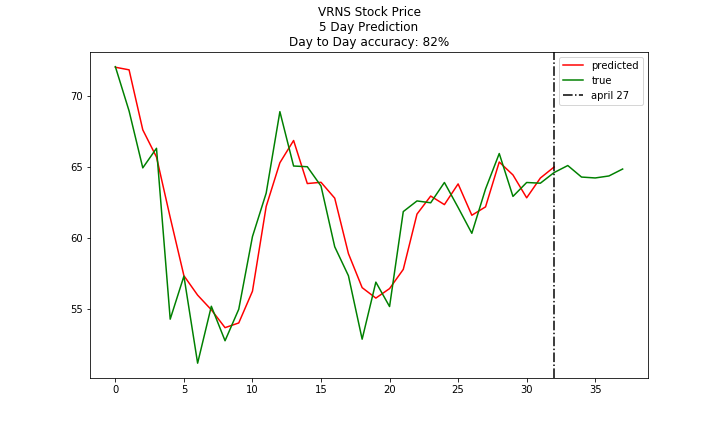 VRNS Stock Price
5 Day Prediction
Day to Day accuracy: 82%
predicted
true
april 27
70
65
60
55
0 5 10 15 20 25 30 35